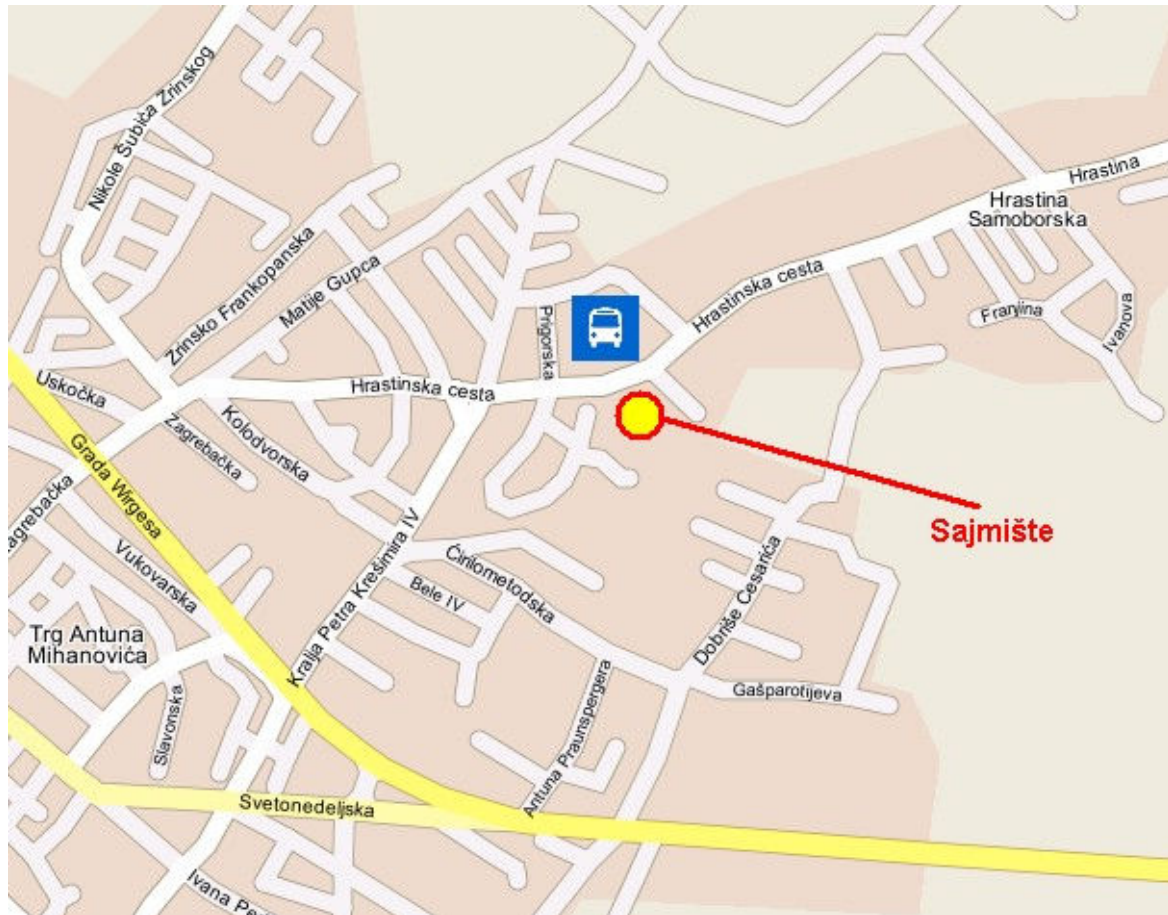 Nikole Šubića Zrinskog
Zrinsko Frankopanska
Matije Gupca
Hrastina
Hrastina
Samoborska
Hrastinska cesta
Prigorska
Franjina
Ivanova
Hrastinska cesta
Uskočka
Kolodvorska
Zagrebačka
Grada Wirgesa
Zagrebačka
Sajmište
Vukovarska
Kralja Petra Krešimira IV
Ćirilometodska
Bele IV
Dobriše Cesarića
Trg Antuna
Mihanovića
Gašparotijeva
Slavonska
Antuna Praunspergera
Svetonedeljska
Ivana